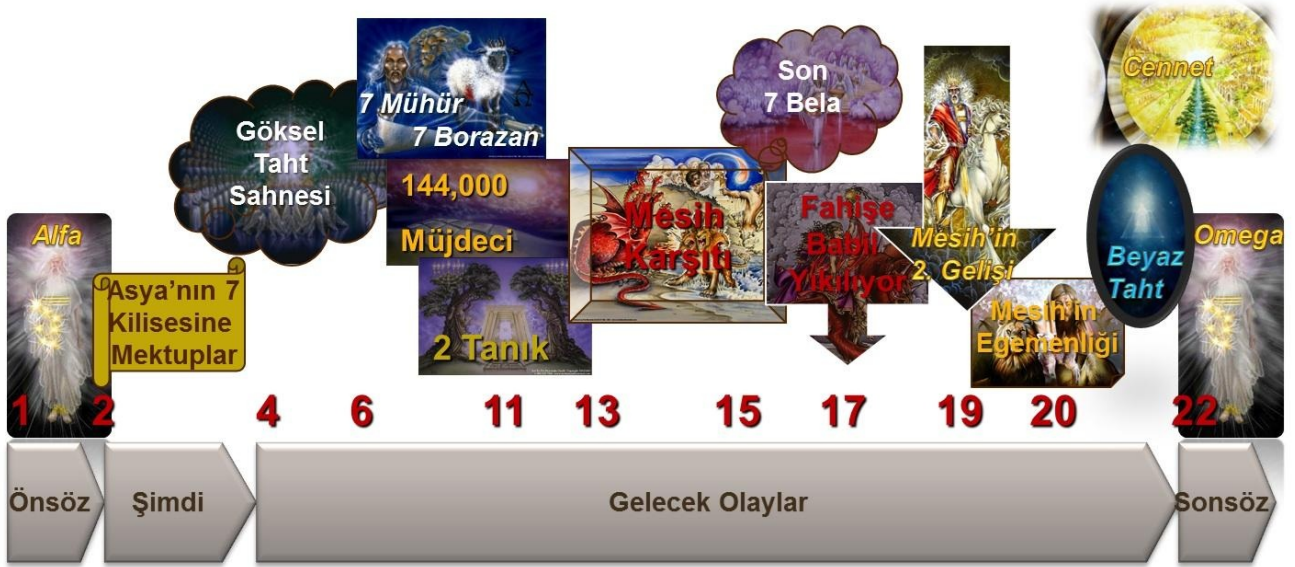 Alfa
Asya’nın 7
Kilisesine
Mektuplar
Göksel
Taht
Sahnesi
7 Mühür
7 Borazan
144,000
Müjdeci
2 Tanık
Mesih
Karşıtı
Son
7 Bela
Fahişe
Babil
Yıkılıyor
Mesih’in
2. Gelişi
Mesih’in
Egemenliği
Cennet
Beyaz
Taht
Omega
1 2 4 6 11 13 15 17 19 20 22
Önsöz
Şimdi
Gelecek Olaylar
Sonsöz